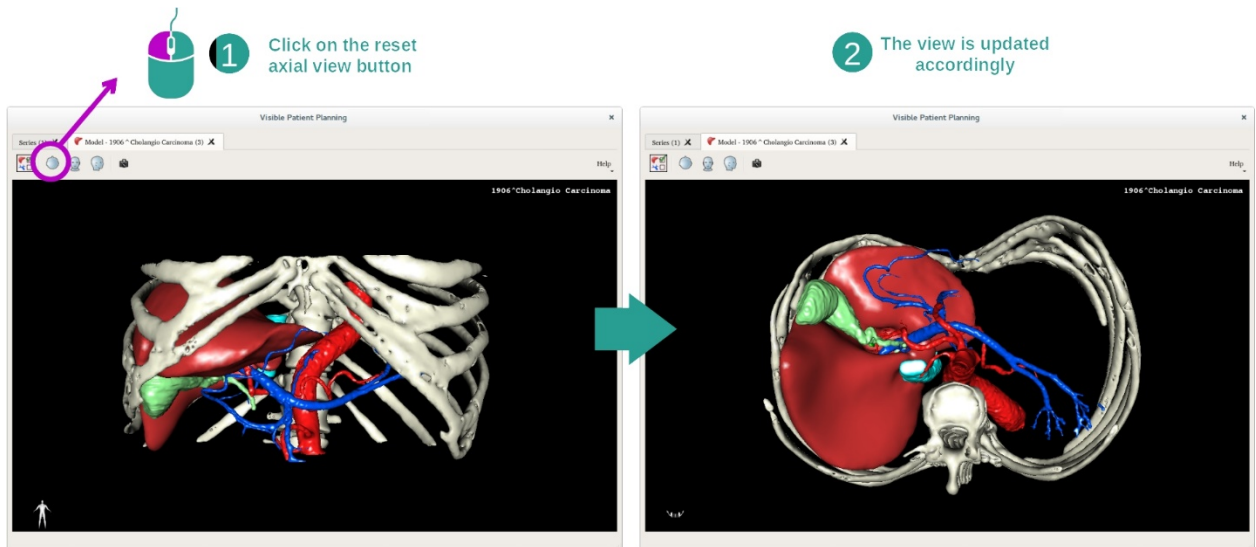 1 Click on the reset
axial view button
2 The view is updated
accordingly
Visible Patient Planning
Series (1)
Model - 1906 ^ Cholangio Carcinoma (3)
Help
1906^Cholangio Carcinoma
Visible Patient Planning
Series (1)
Model - 1906 ^ Cholangio Carcinoma (3)
Help
1906^Cholangio Carcinoma